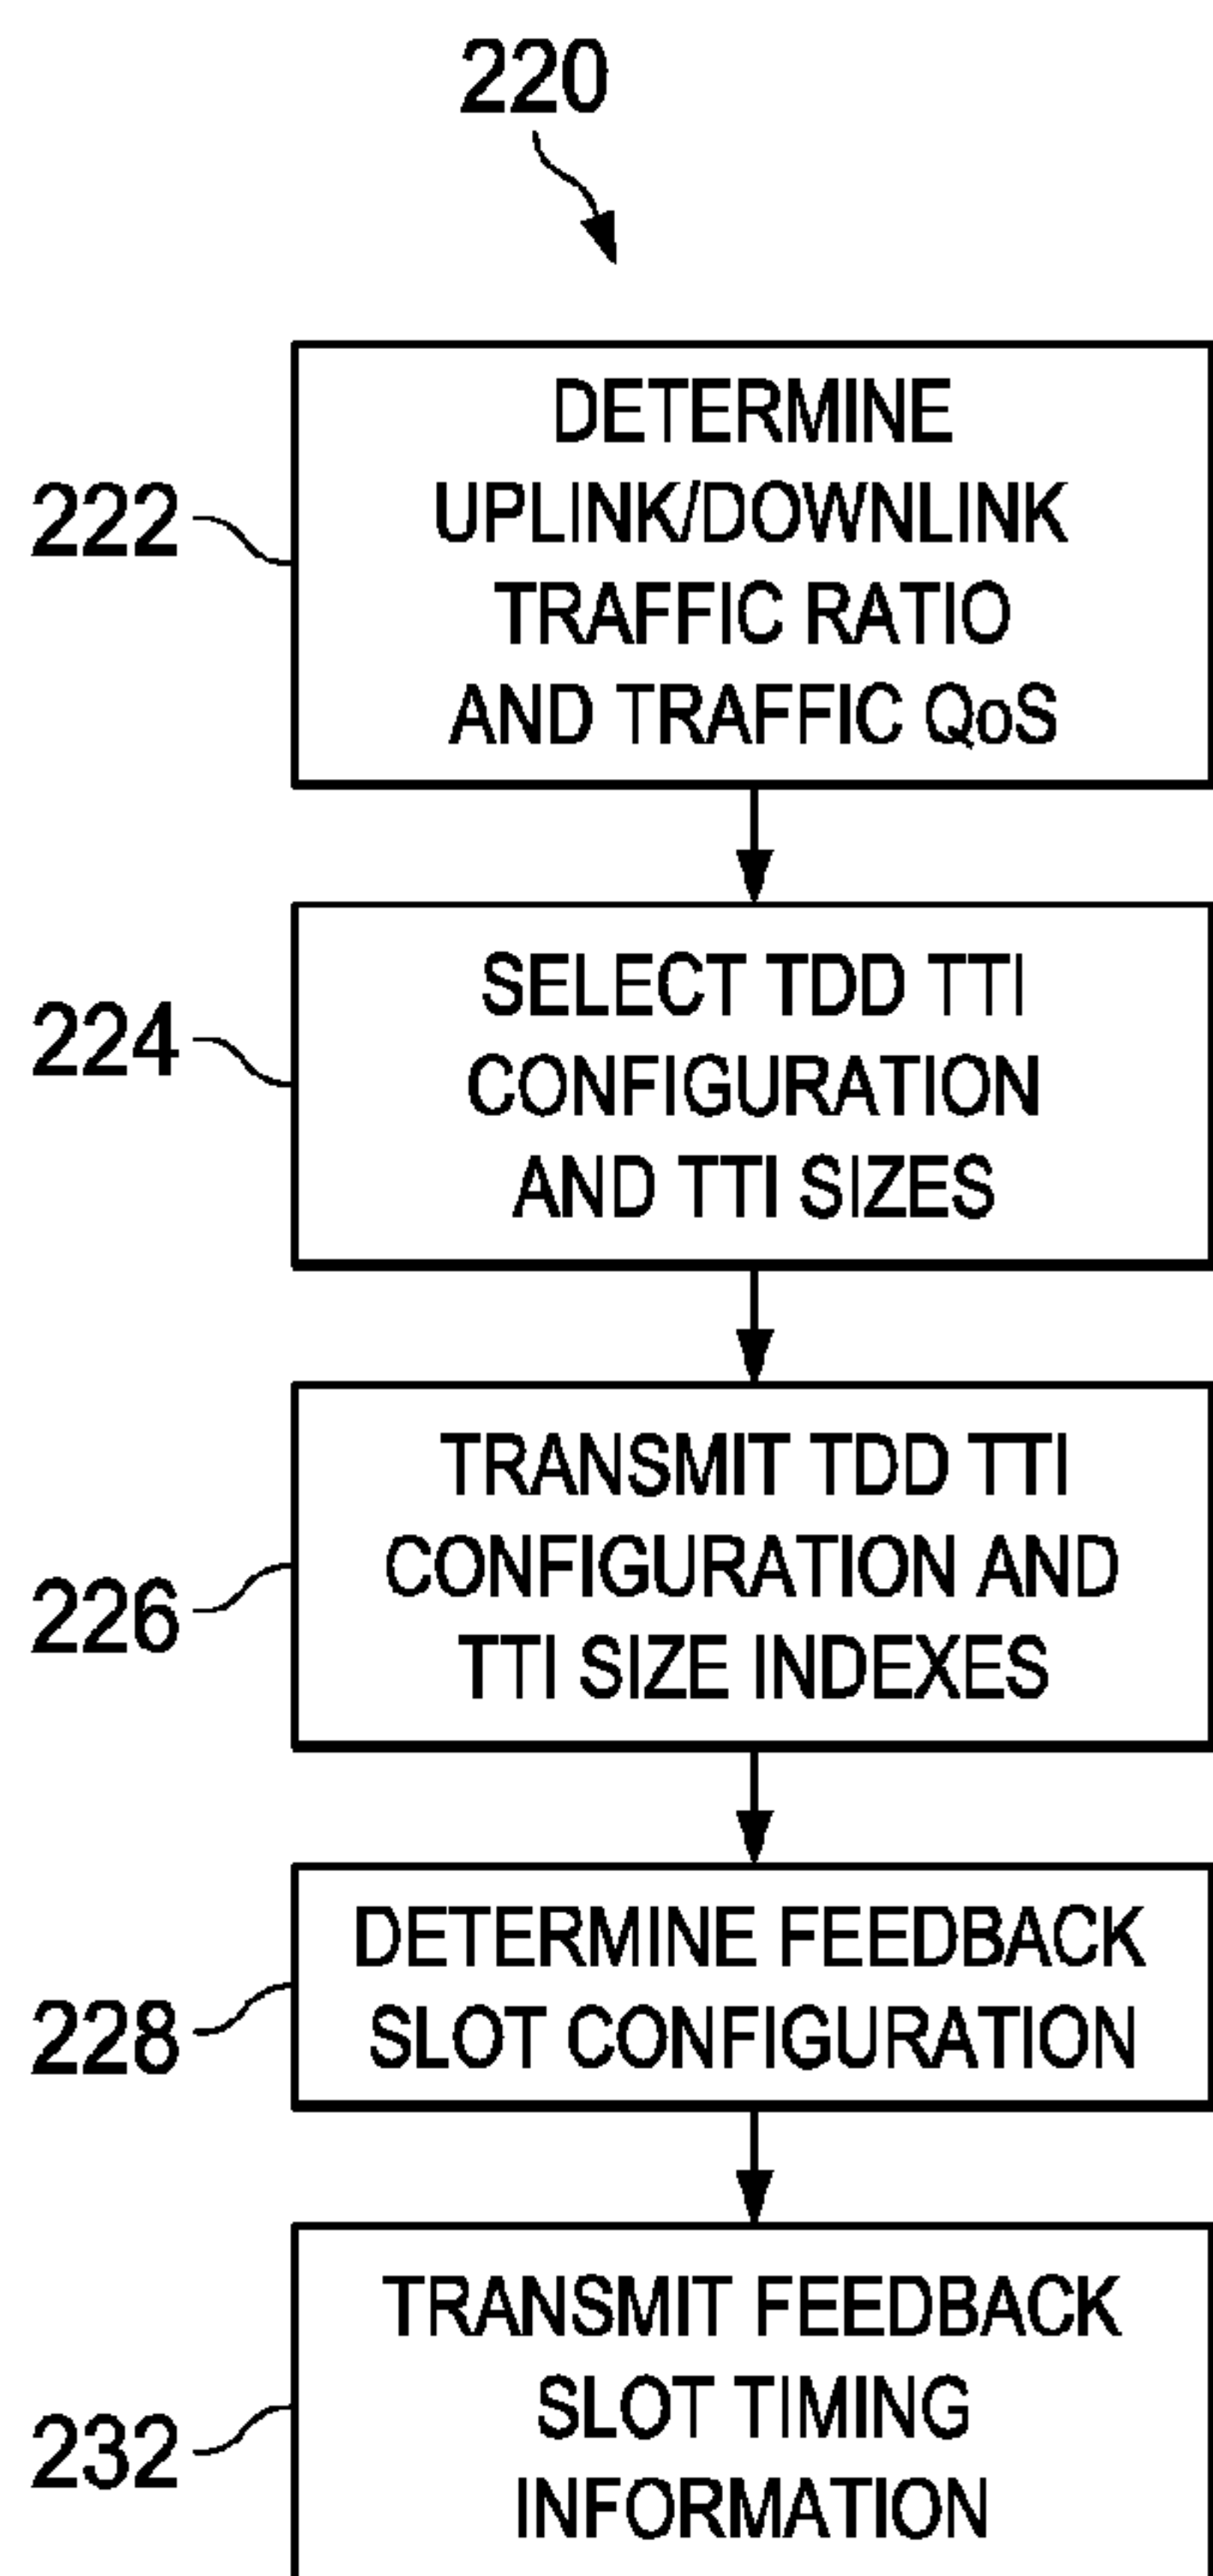 220
222
DETERMINE
UPLINK/DOWNLINK
TRAFFIC RATIO
AND TRAFFIC QoS
224
SELECT TDD TTI
CONFIGURATION
AND TTI SIZES
226
TRANSMIT TDD TTI
CONFIGURATION AND
TTI SIZE INDEXES
228
DETERMINE FEEDBACK
SLOT CONFIGURATION
232
TRANSMIT FEEDBACK
SLOT TIMING
INFORMATION